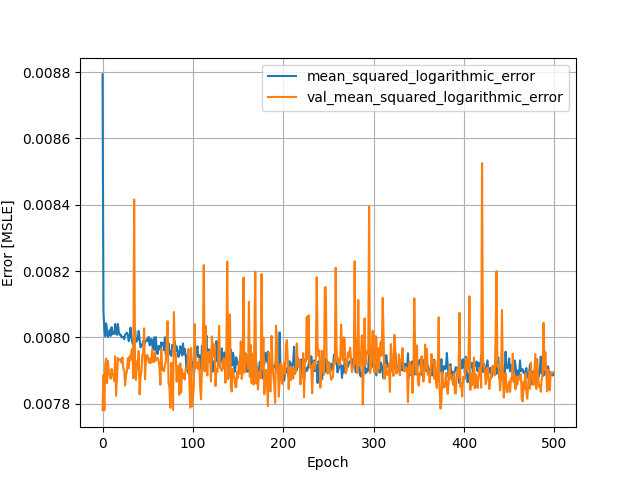 mean_squared_logarithmic_error
val_mean_squared_logarithmic_error
Error [MSLE]
0.0088
0.0086
0.0084
0.0082
0.0080
0.0078
0 100 200 300 400 500
Epoch